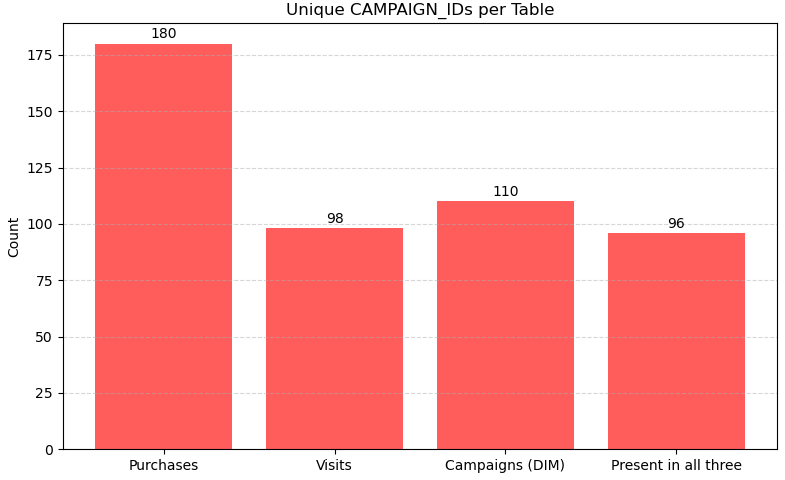 Unique CAMPAIGN_IDs per Table
Count
175
150
125
100
75
50
25
0
180
98
110
96
Purchases
Visits
Campaigns (DIM)
Present in all three